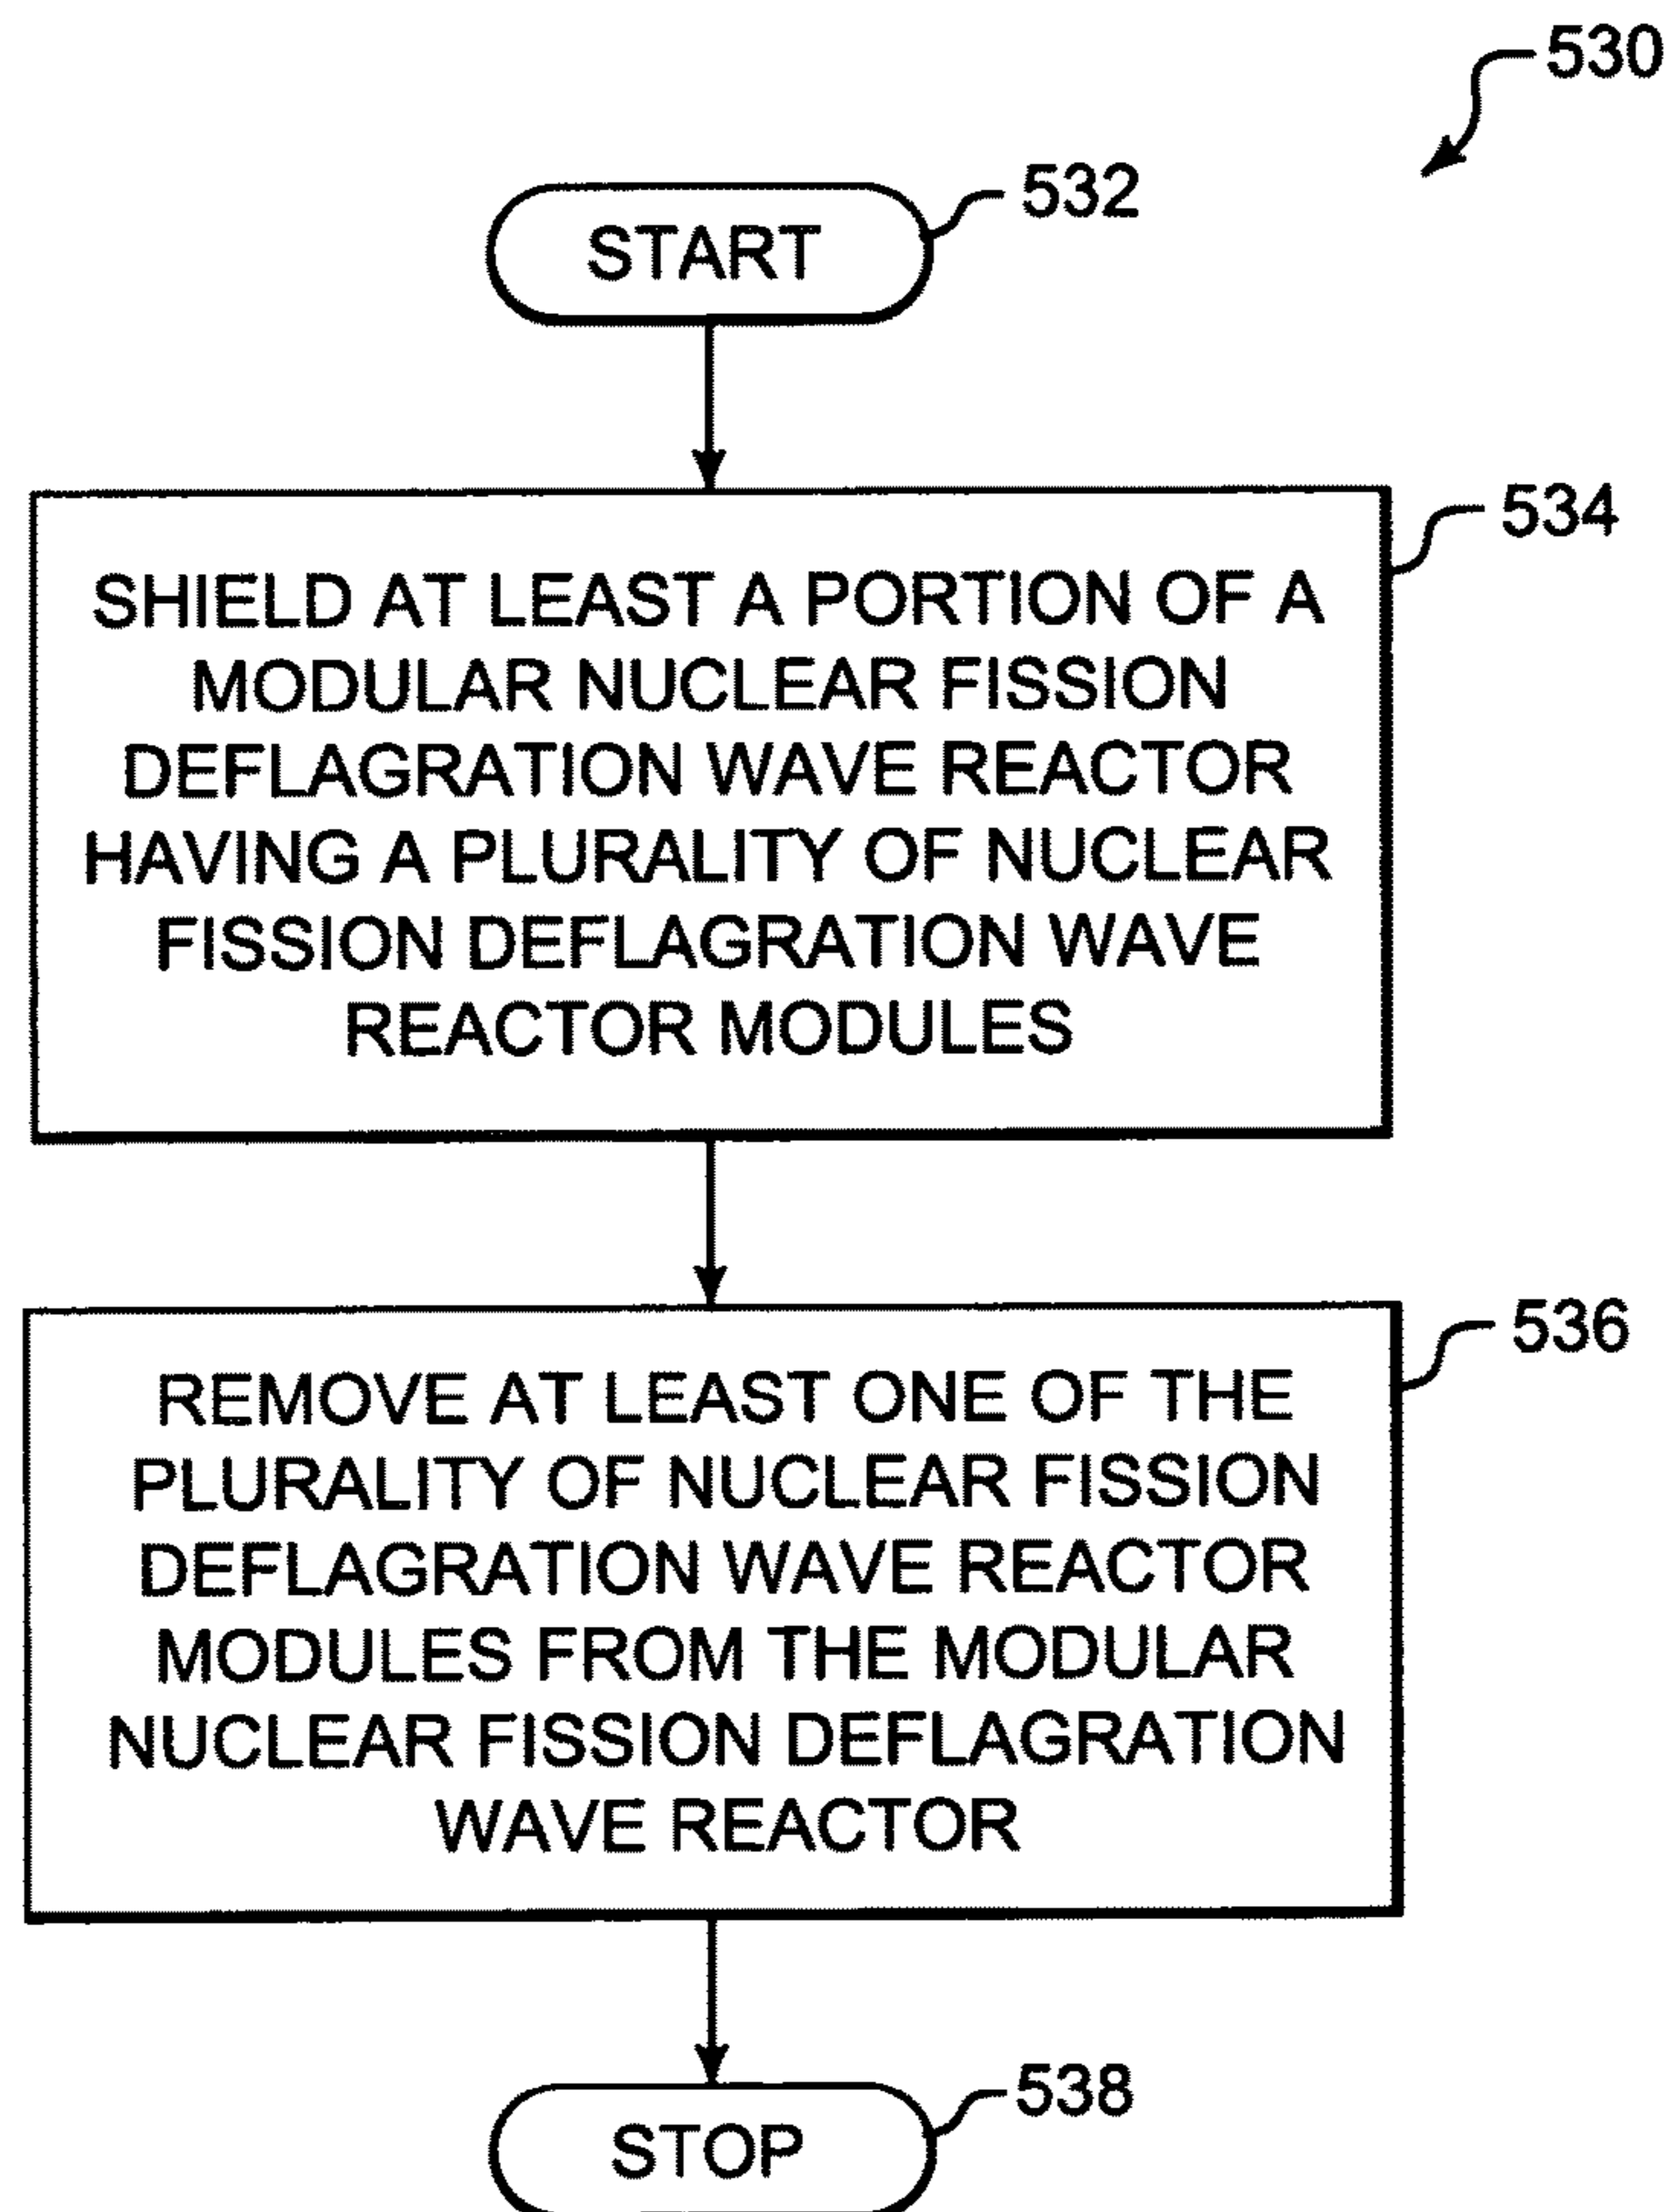 530
532
START
534
SHIELD AT LEAST A PORTION OF A
MODULAR NUCLEAR FISSION
DEFLAGRATION WAVE REACTOR
HAVING A PLURALITY OF NUCLEAR
FISSION DEFLAGRATION WAVE
REACTOR MODULES
536
REMOVE AT LEAST ONE OF THE
PLURALITY OF NUCLEAR FISSION
DEFLAGRATION WAVE REACTOR
MODULES FROM THE MODULAR
NUCLEAR FISSION DEFLAGRATION
WAVE REACTOR
538
STOP